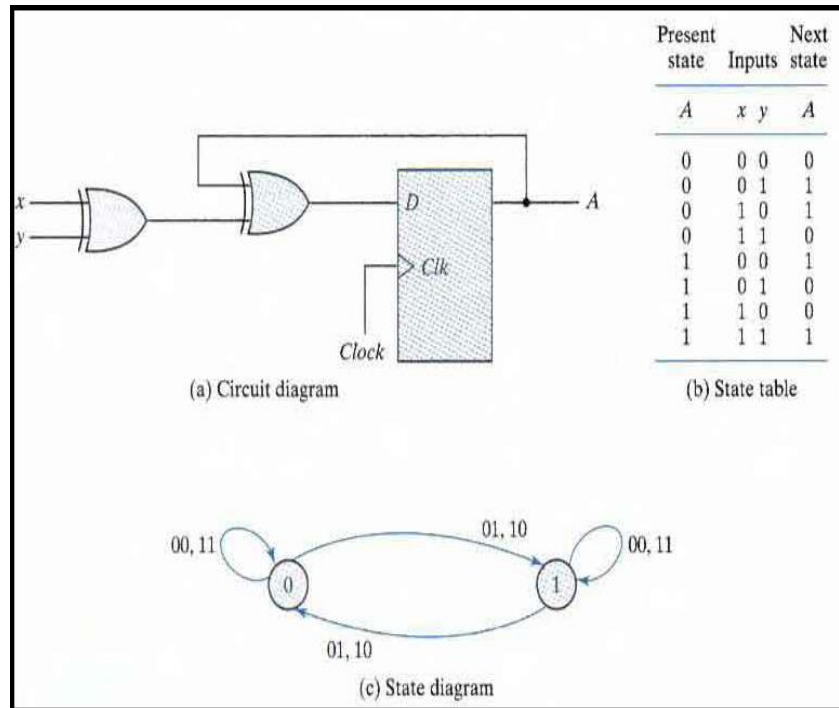 Present Next
state Inputs state
A x y A
0 0 0 0
0 0 1 1
0 1 0 1
0 1 1 0
1 0 0 1
1 0 1 0
1 1 0 0
1 1 1 1
(b) State table
x
y
D
A
Clk
Clock
(a) Circuit diagram
00, 11
01, 10
00, 11
0
1
01, 10
(c) State diagram